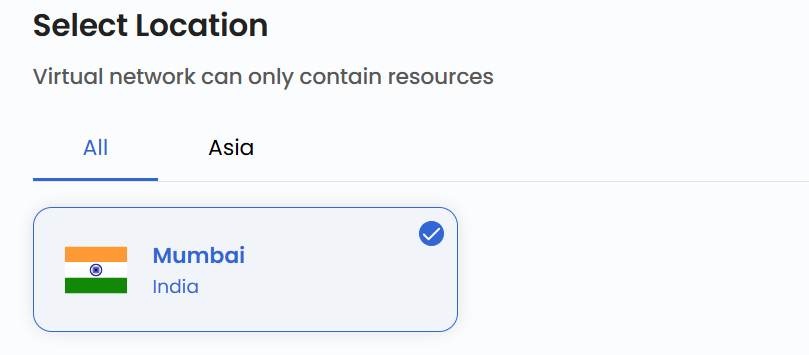 Select Location
Virtual network can only contain resources
All
Asia
Mumbai
India